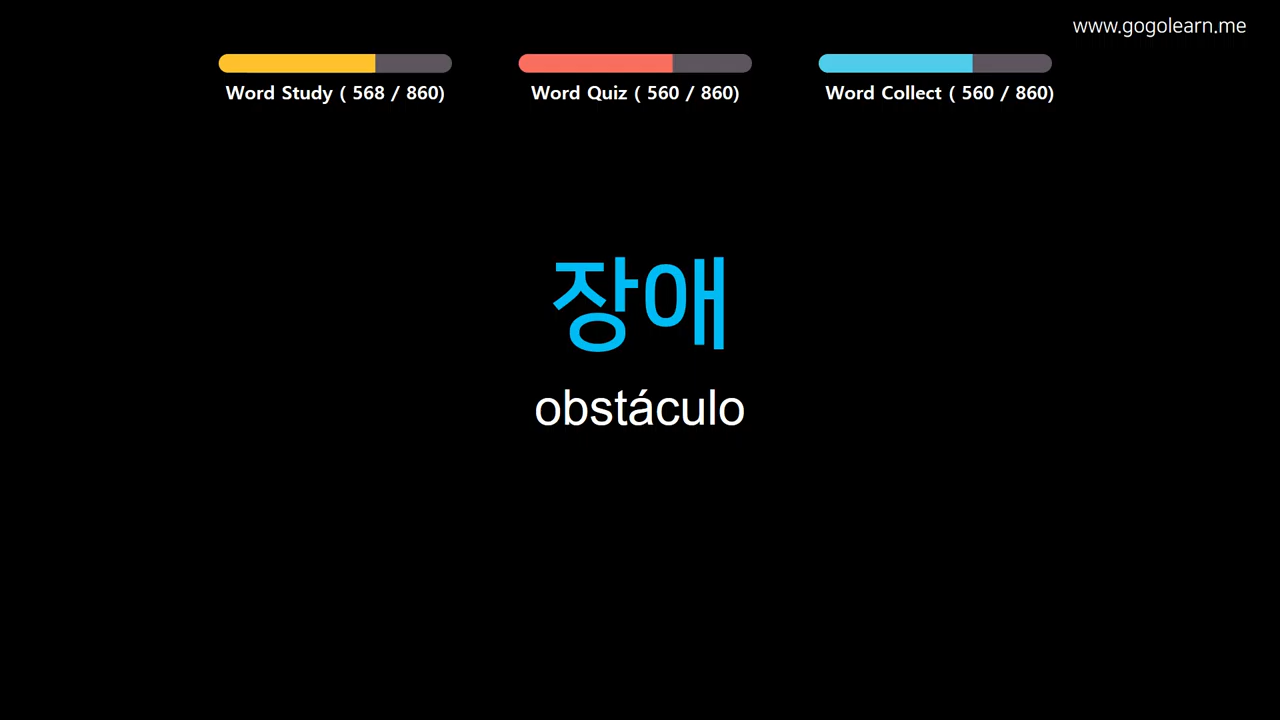 www.gogolearn.me
Word Study ( 568 / 860)
Word Quiz ( 560 / 860)
Word Collect ( 560 / 860)
장애
obstáculo